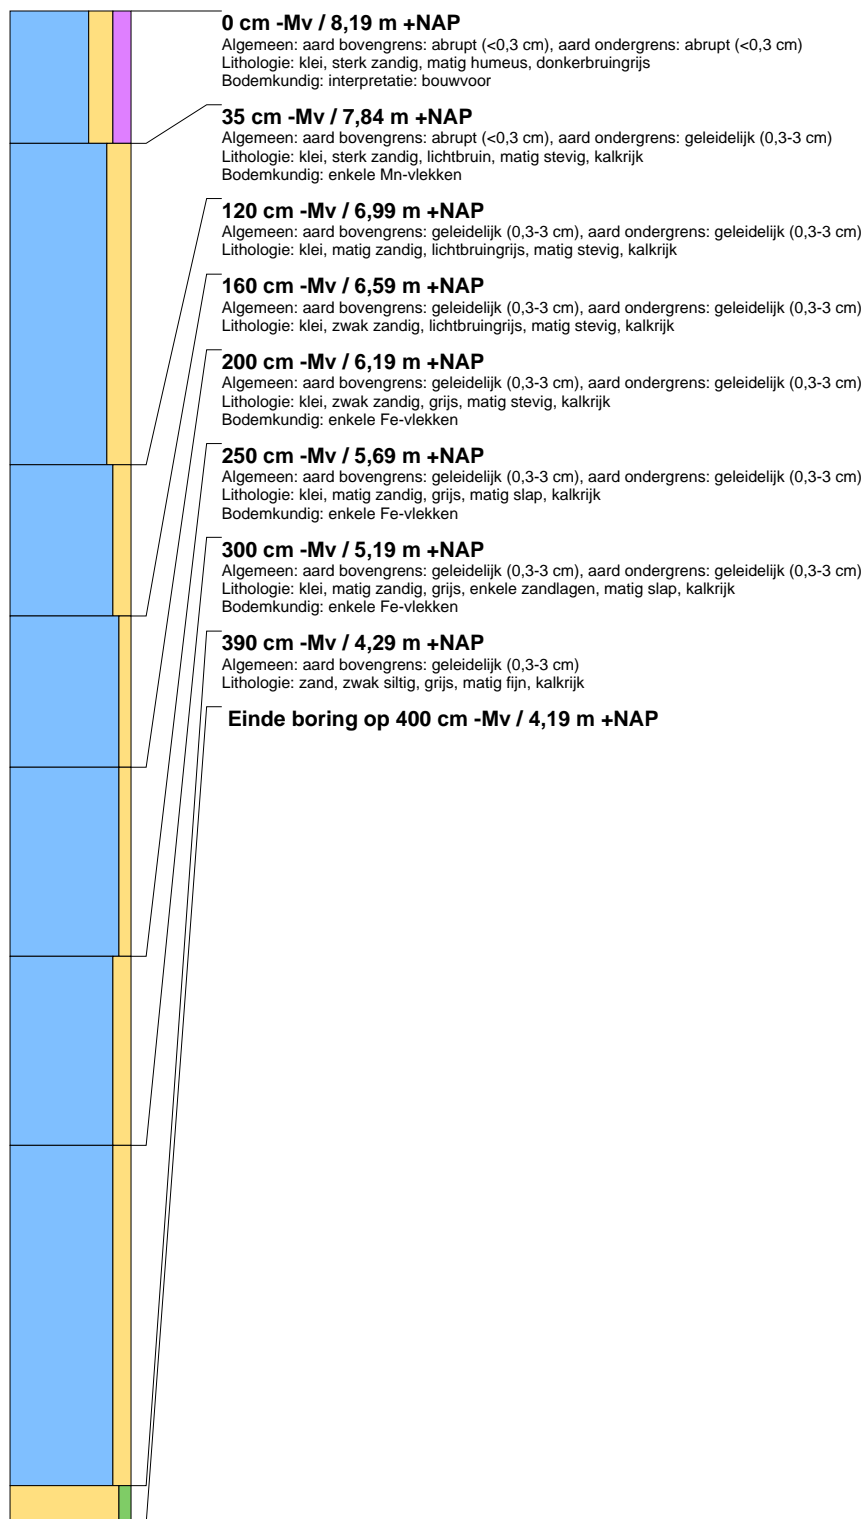 0 cm -Mv / 8,19 m +NAP
Algemeen: aard bovengrens: abrupt (<0,3 cm), aard ondergrens: abrupt (<0,3 cm)
Lithologie: klei, sterk zandig, matig humeus, donkerbruingrijs
Bodemkundig: interpretatie: bouwvoor
35 cm -Mv / 7,84 m +NAP
Algemeen: aard bovengrens: abrupt (<0,3 cm), aard ondergrens: geleidelijk (0,3-3 cm)
Lithologie: klei, sterk zandig, lichtbruin, matig stevig, kalkrijk
Bodemkundig: enkele Mn-vlekken
120 cm -Mv / 6,99 m +NAP
Algemeen: aard bovengrens: geleidelijk (0,3-3 cm), aard ondergrens: geleidelijk (0,3-3 cm)
Lithologie: klei, matig zandig, lichtbruingrijs, matig stevig, kalkrijk
160 cm -Mv / 6,59 m +NAP
Algemeen: aard bovengrens: geleidelijk (0,3-3 cm), aard ondergrens: geleidelijk (0,3-3 cm)
Lithologie: klei, zwak zandig, lichtbruingrijs, matig stevig, kalkrijk
200 cm -Mv / 6,19 m +NAP
Algemeen: aard bovengrens: geleidelijk (0,3-3 cm), aard ondergrens: geleidelijk (0,3-3 cm)
Lithologie: klei, zwak zandig, grijs, matig stevig, kalkrijk
Bodemkundig: enkele Fe-vlekken
250 cm -Mv / 5,69 m +NAP
Algemeen: aard bovengrens: geleidelijk (0,3-3 cm), aard ondergrens: geleidelijk (0,3-3 cm)
Lithologie: klei, matig zandig, grijs, matig slap, kalkrijk
Bodemkundig: enkele Fe-vlekken
300 cm -Mv / 5,19 m +NAP
Algemeen: aard bovengrens: geleidelijk (0,3-3 cm), aard ondergrens: geleidelijk (0,3-3 cm)
Lithologie: klei, matig zandig, grijs, enkele zandlagen, matig slap, kalkrijk
Bodemkundig: enkele Fe-vlekken
390 cm -Mv / 4,29 m +NAP
Algemeen: aard bovengrens: geleidelijk (0,3-3 cm)
Lithologie: zand, zwak siltig, grijs, matig fijn, kalkrijk
Einde boring op 400 cm -Mv / 4,19 m +NAP